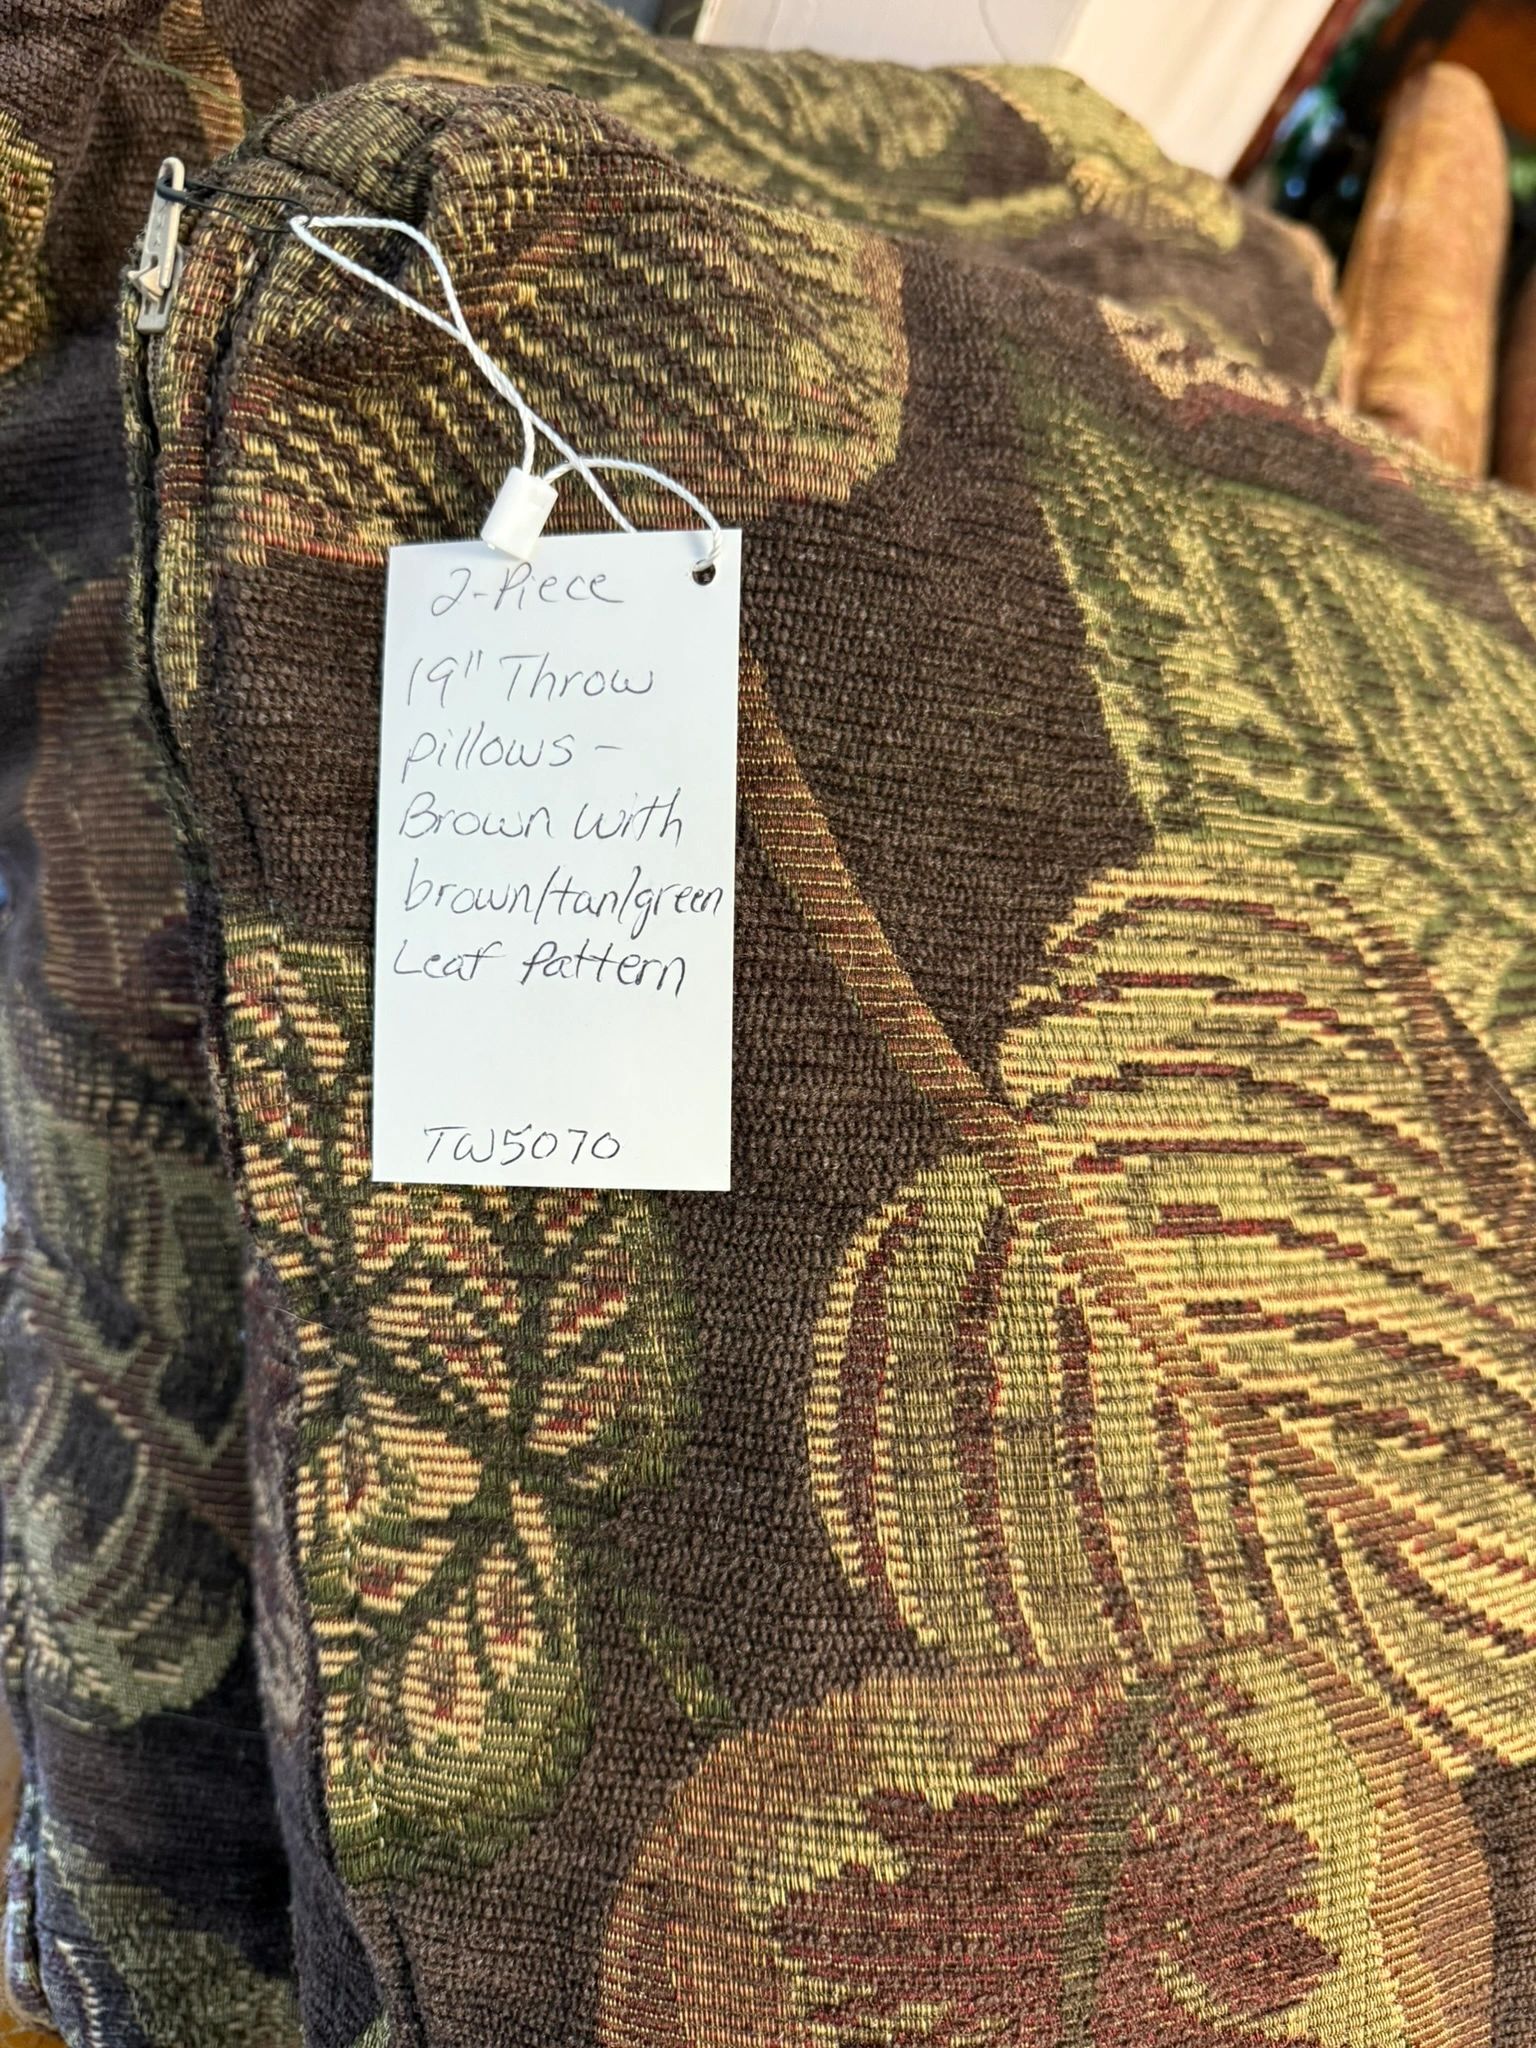 2-Piece
19" Throw
pillows -
Brown with
brown/tan/green
Leaf Pattern
TW5070